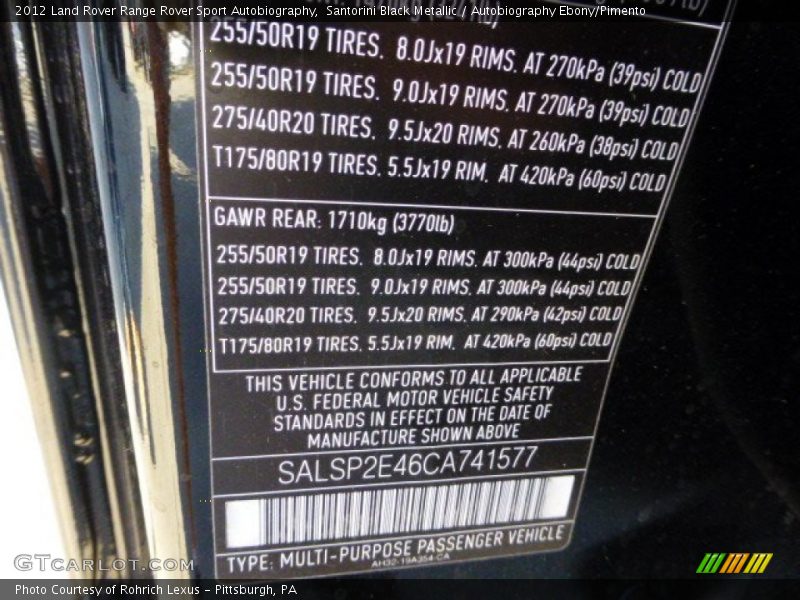 2012 Land Rover Range Rover Sport Autobiography, Santorini Black Metallic / Autobiography Ebony/Pimento
255/50R19 TIRES. 8.0Jx19 RIMS. AT 270kPa (39psi) COLD
255/50R19 TIRES. 9.0Jx19 RIMS. AT 270kPa (39psi) COLD
275/40R20 TIRES. 9.5Jx20 RIMS. AT 260kPa (38psi) COLD
T175/80R19 TIRES. 5.5Jx19 RIM. AT 420kPa (60psi) COLD
GAWR REAR: 1710kg (3770lb)
255/50R19 TIRES. 8.0Jx19 RIMS. AT 300kPa (44psi) COLD
255/50R19 TIRES. 9.0Jx19 RIMS. AT 300kPa (44psi) COLD
275/40R20 TIRES. 9.5Jx20 RIMS. AT 290kPa (42psi) COLD
T175/80R19 TIRES. 5.5Jx19 RIM. AT 420kPa (60psi) COLD
THIS VEHICLE CONFORMS TO ALL APPLICABLE
U.S. FEDERAL MOTOR VEHICLE SAFETY
STANDARDS IN EFFECT ON THE DATE OF
MANUFACTURE SHOWN ABOVE
SALSP2E46CA741577
TYPE: MULTI-PURPOSE PASSENGER VEHICLE
AH32-19A354-CA
GTCarLot.com
Photo Courtesy of Rohrich Lexus - Pittsburgh, PA